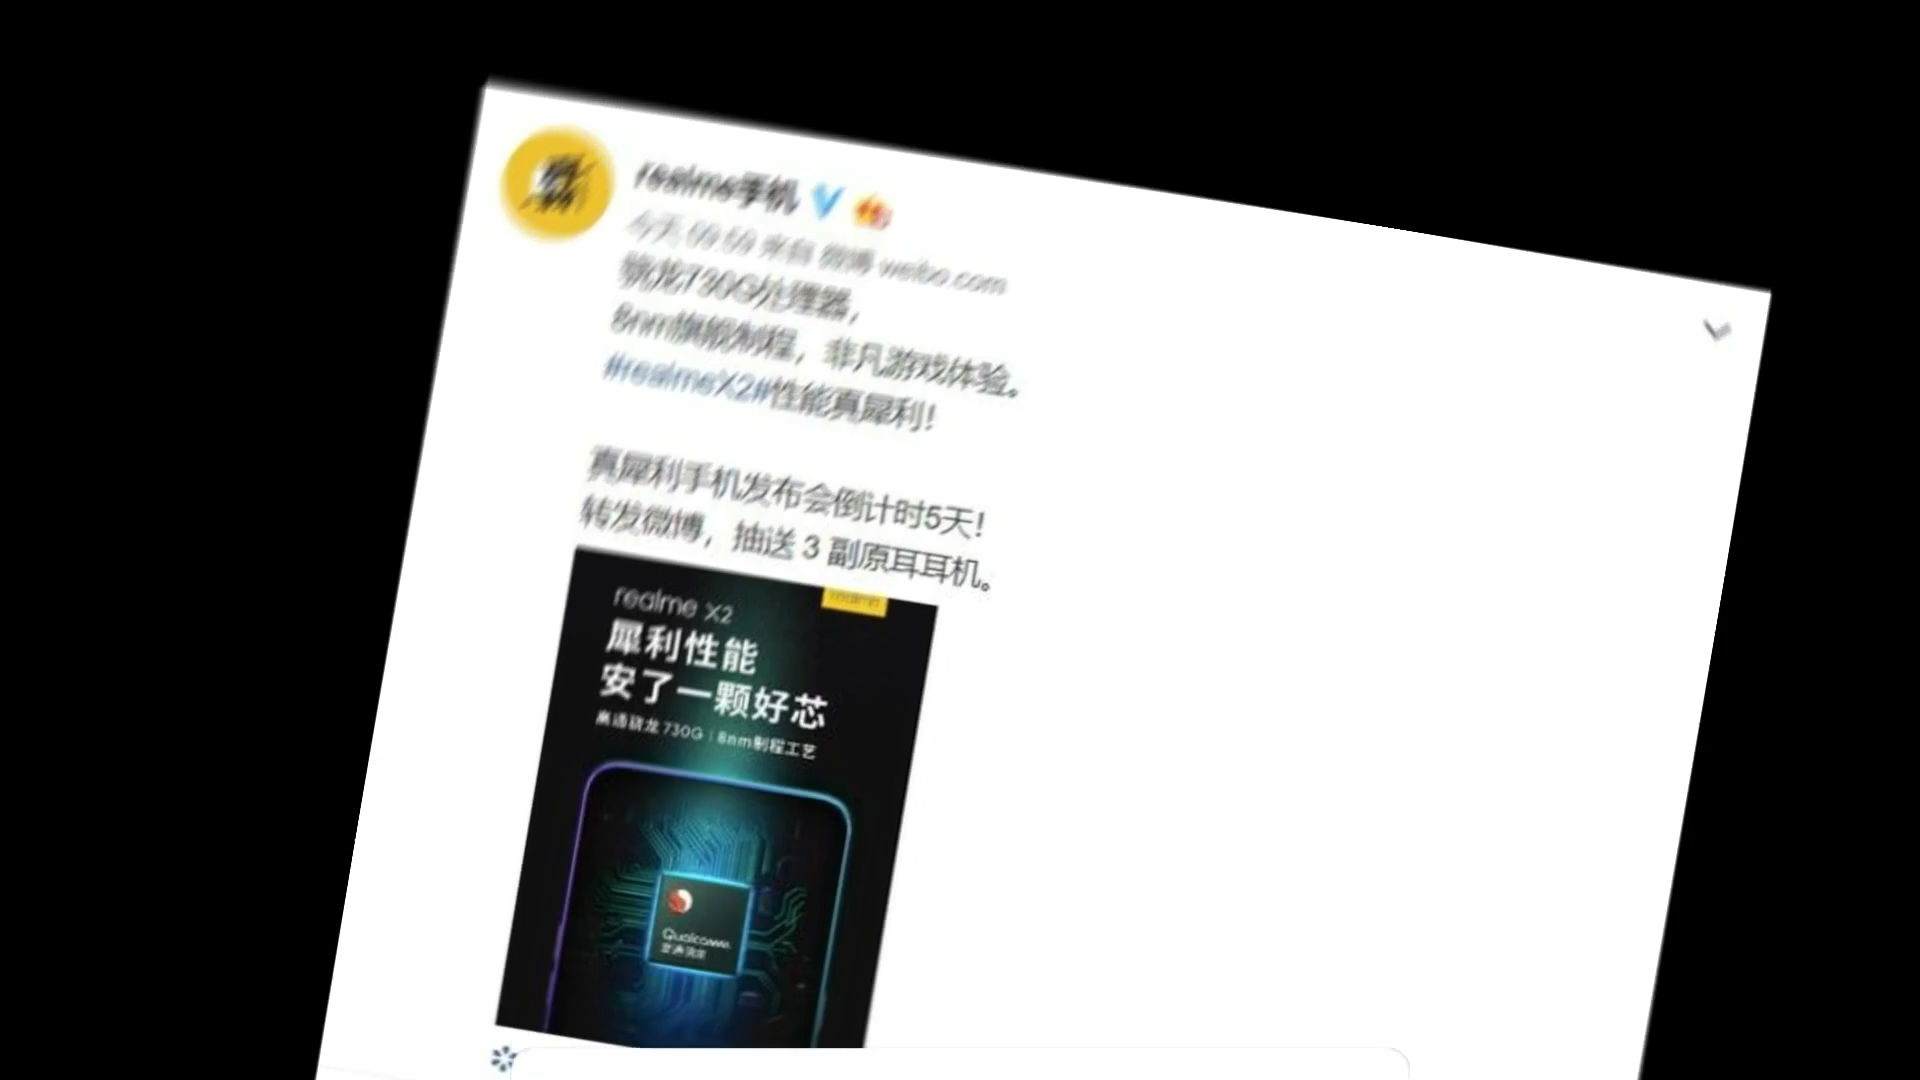 realme手机
今天 09:59 来自 微博 weibo.com
骁龙730G处理器，
8nm旗舰制程，非凡游戏体验。
#realmeX2#性能真犀利！
真犀利手机发布会倒计时5天！
转发微博，抽送 3 副原耳耳机。
realme
realme X2
犀利性能
安了一颗好芯
高通骁龙 730G | 8nm制程工艺
Qualcomm